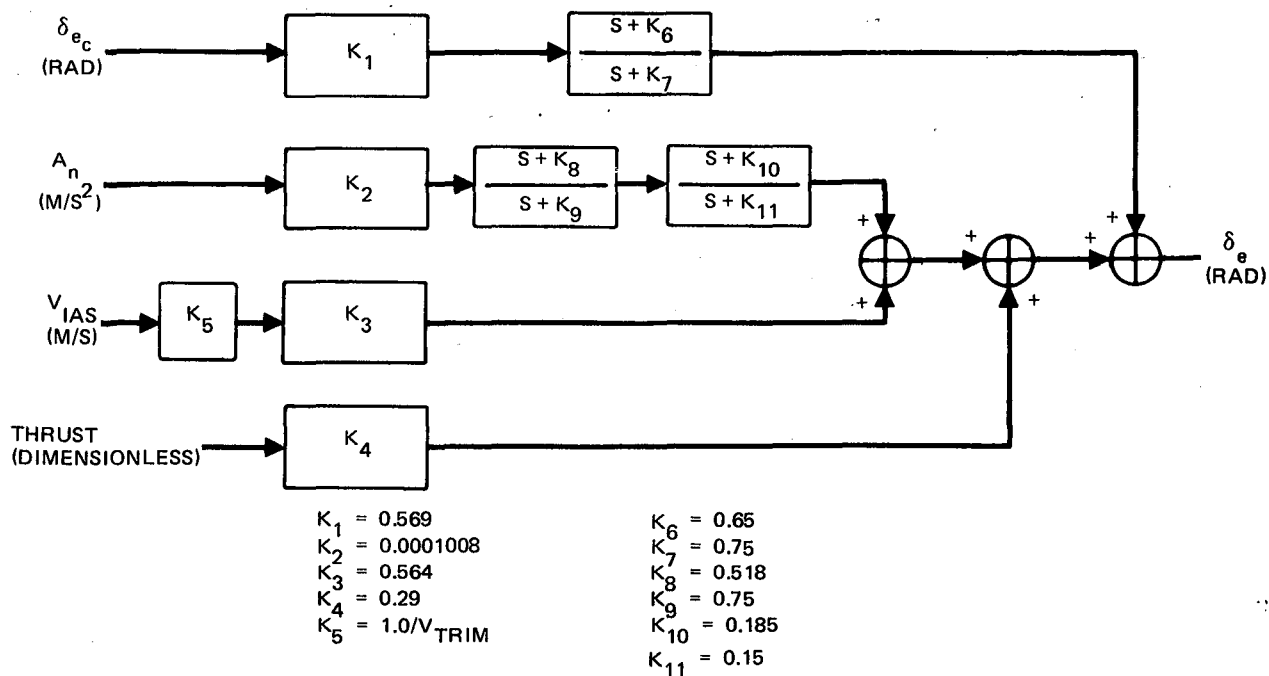 δec
(RAD)
K1
S + K6
S + K7
An
(M/S2)
K2
S + K8
S + K9
S + K10
S + K11
+
+
+
+
+
+
δe
(RAD)
VIAS
(M/S)
K5
K3
THRUST
(DIMENSIONLESS)
K4
K1 = 0.569
K2 = 0.0001008
K3 = 0.564
K4 = 0.29
K5 = 1.0/VTRIM
K6 = 0.65
K7 = 0.75
K8 = 0.518
K9 = 0.75
K10 = 0.185
K11 = 0.15